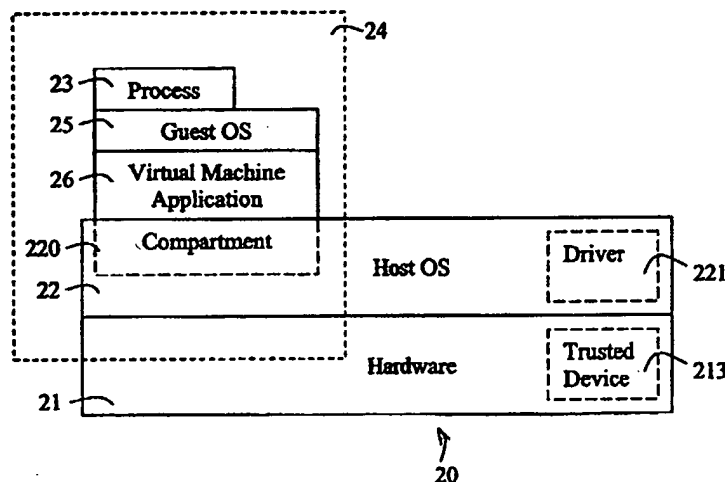 24
23
Process
25
Guest OS
26
Virtual Machine
Application
220
Compartment
22
Host OS
Driver
221
Hardware
Trusted
Device
213
21
20